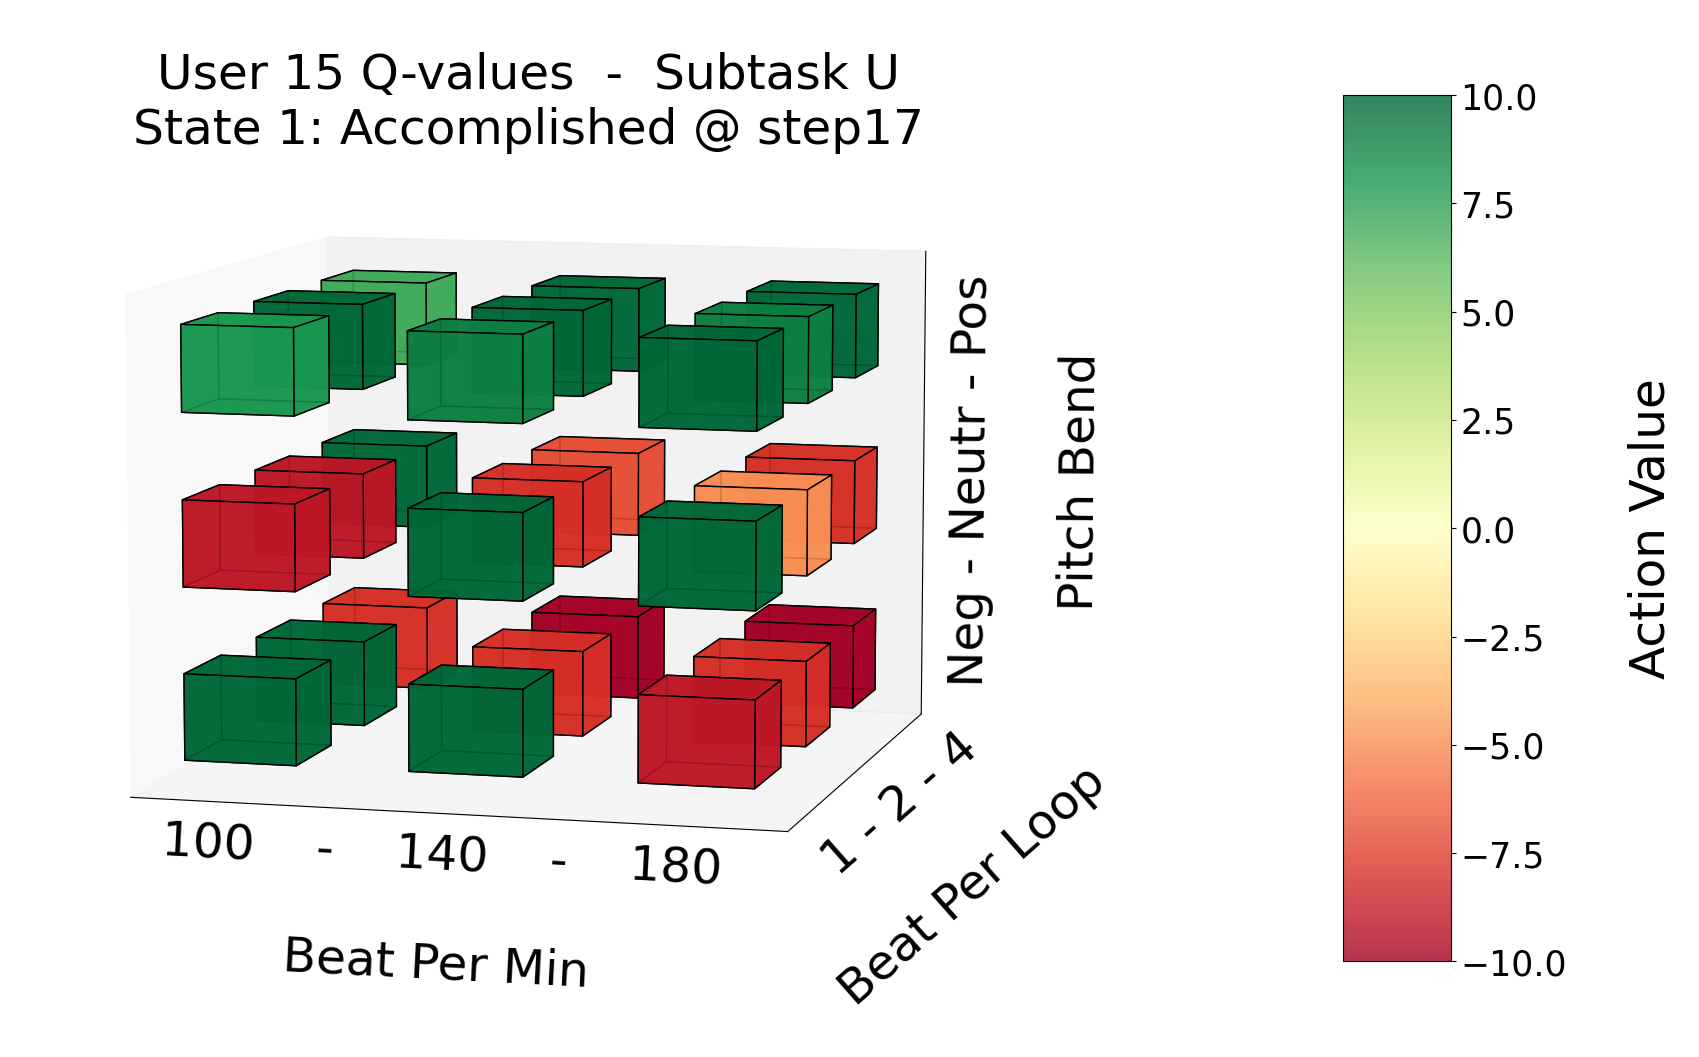 User 15 Q-values  -  Subtask U
State 1: Accomplished @ step17
Neg - Neutr - Pos
Pitch Bend
1 - 2 - 4
Beat Per Loop
100 - 140 - 180
Beat Per Min
10.0
7.5
5.0
2.5
0.0
−2.5
−5.0
−7.5
−10.0
Action Value